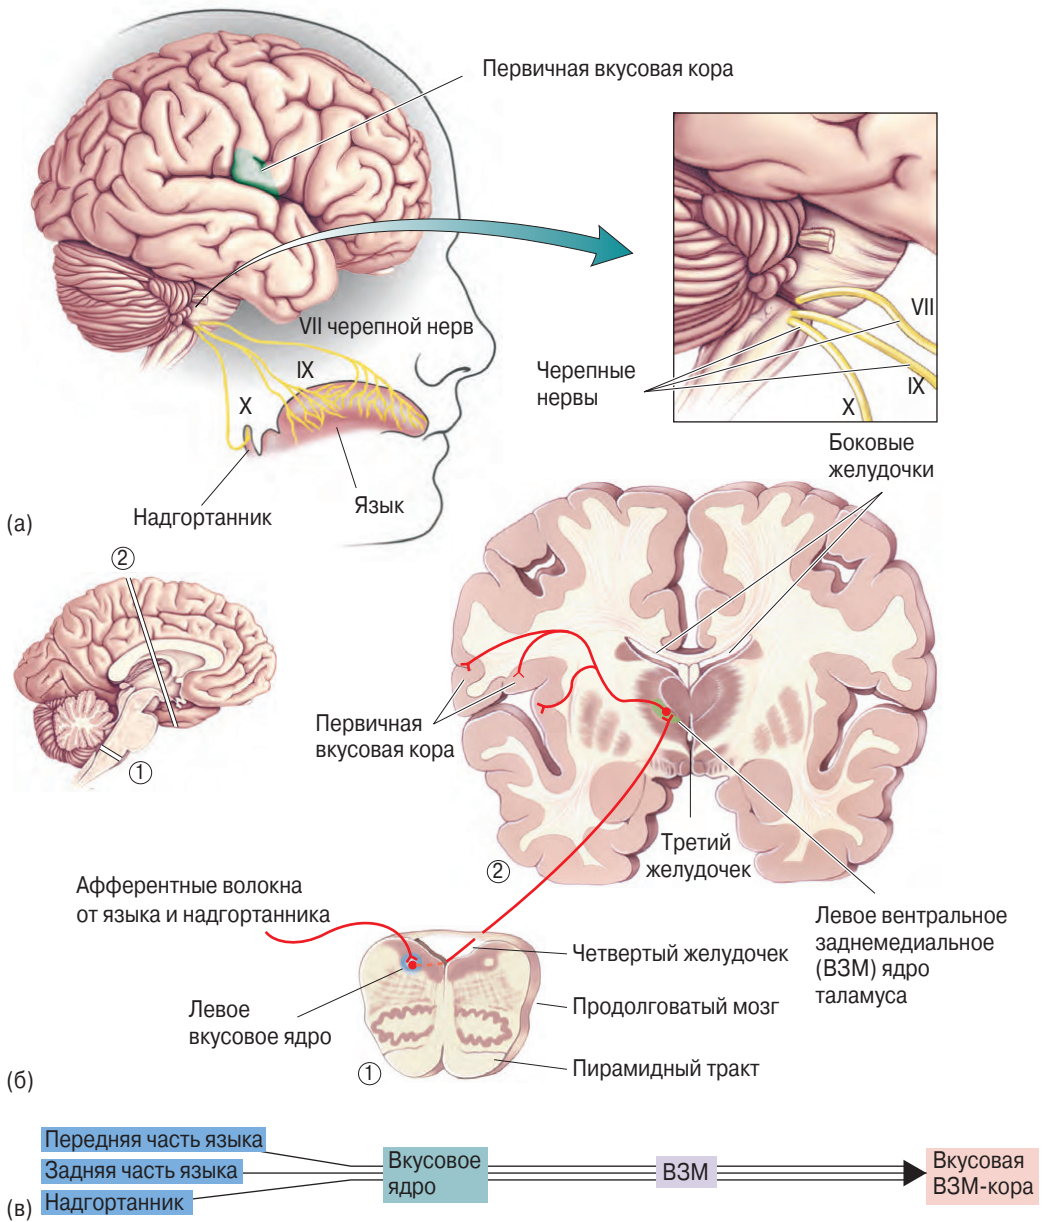 Первичная вкусовая кора
VII черепной нерв
IX
X
Надгортанник
Язык
(а)
VII
IX
X
Черепные
нервы
Боковые
желудочки
②
①
Первичная
вкусовая кора
Третий
желудочек
②
Левое вентральное
заднемедиальное
(ВЗМ) ядро
таламуса
Афферентные волокна
от языка и надгортанника
Четвертый желудочек
Левое
вкусовое ядро
Продолговатый мозг
①
Пирамидный тракт
(б)
Передняя часть языка
Задняя часть языка
Надгортанник
Вкусовое
ядро
ВЗМ
Вкусовая
ВЗМ-кора
(в)